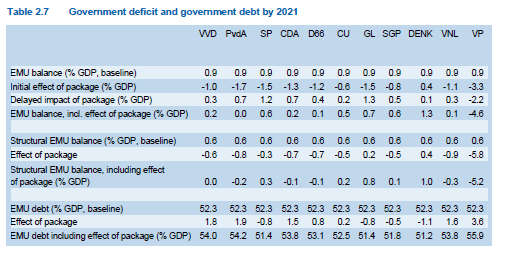 Table 2.7 Government deficit and government debt by 2021
VVD PvdA SP CDA D66 CU GL SGP DENK VNL VP
EMU balance (% GDP, baseline) 0.9 0.9 0.9 0.9 0.9 0.9 0.9 0.9 0.9 0.9 0.9
Initial effect of package (% GDP) -1.0 -1.7 -1.5 -1.3 -1.2 -0.6 -1.5 -0.8 0.4 -1.1 -3.3
Delayed impact of package (% GDP) 0.3 0.7 1.2 0.7 0.4 0.2 1.3 0.5 0.1 0.3 -2.2
EMU balance, incl. effect of package (% GDP) 0.2 0.0 0.6 0.2 0.1 0.5 0.7 0.6 1.3 0.1 -4.6
Structural EMU balance (% GDP, baseline) 0.6 0.6 0.6 0.6 0.6 0.6 0.6 0.6 0.6 0.6 0.6
Effect of package -0.6 -0.8 -0.3 -0.7 -0.7 -0.5 0.2 -0.5 0.4 -0.9 -5.8
Structural EMU balance, including effect
of package (% GDP) 0.0 -0.2 0.3 -0.1 -0.1 0.2 0.8 0.1 1.0 -0.3 -5.2
EMU debt (% GDP, baseline) 52.3 52.3 52.3 52.3 52.3 52.3 52.3 52.3 52.3 52.3 52.3
Effect of package 1.8 1.9 -0.8 1.5 0.8 0.2 -0.8 -0.5 -1.1 1.6 3.6
EMU debt including effect of package (% GDP) 54.0 54.2 51.4 53.8 53.1 52.5 51.4 51.8 51.2 53.8 55.9